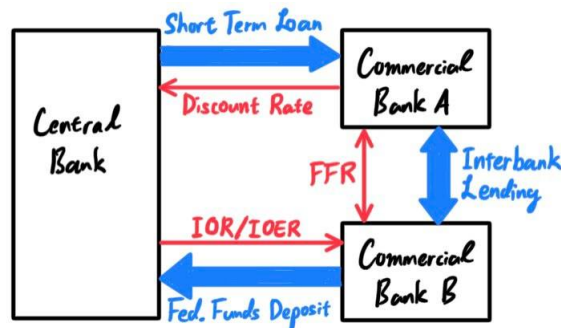 Short Term Loan
Central
Bank
Commercial
Bank A
Discount Rate
FFR
Interbank
Lending
IOR/IOER
Commercial
Bank B
Fed. Funds Deposit